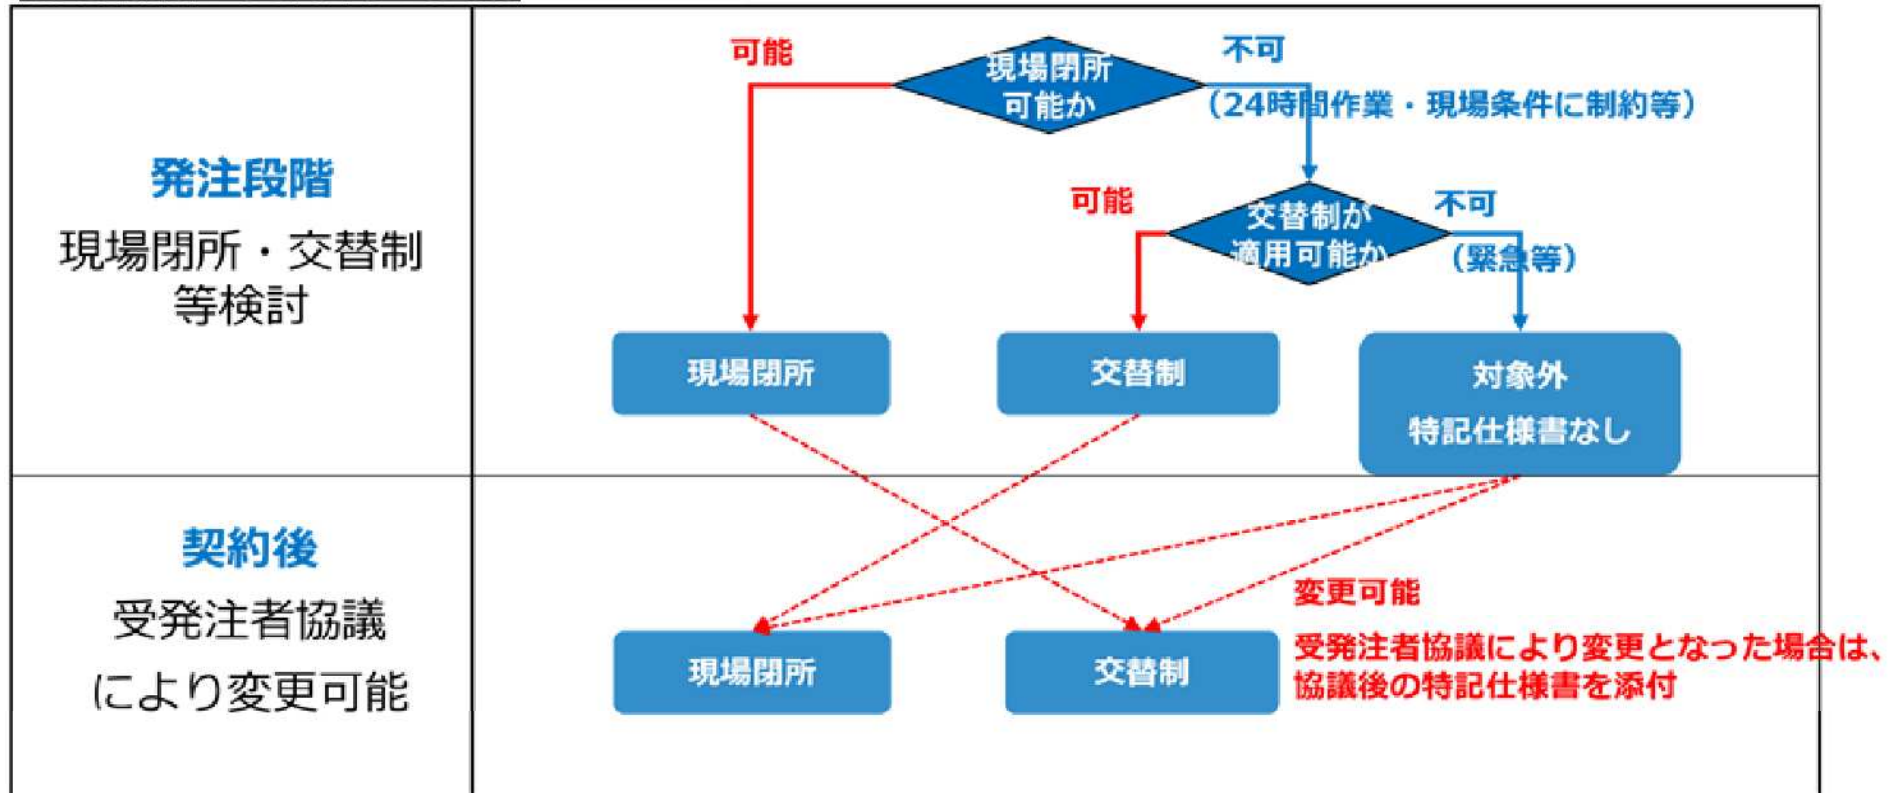 発注段階
現場閉所・交替制
等検討
可能
現場閉所
可能か
不可
（24時間作業・現場条件に制約等）
可能
交替制が
適用可能か
不可
（緊急等）
現場閉所
交替制
対象外
特記仕様書なし
契約後
受発注者協議
により変更可能
変更可能
受発注者協議により変更となった場合は、
協議後の特記仕様書を添付
現場閉所
交替制